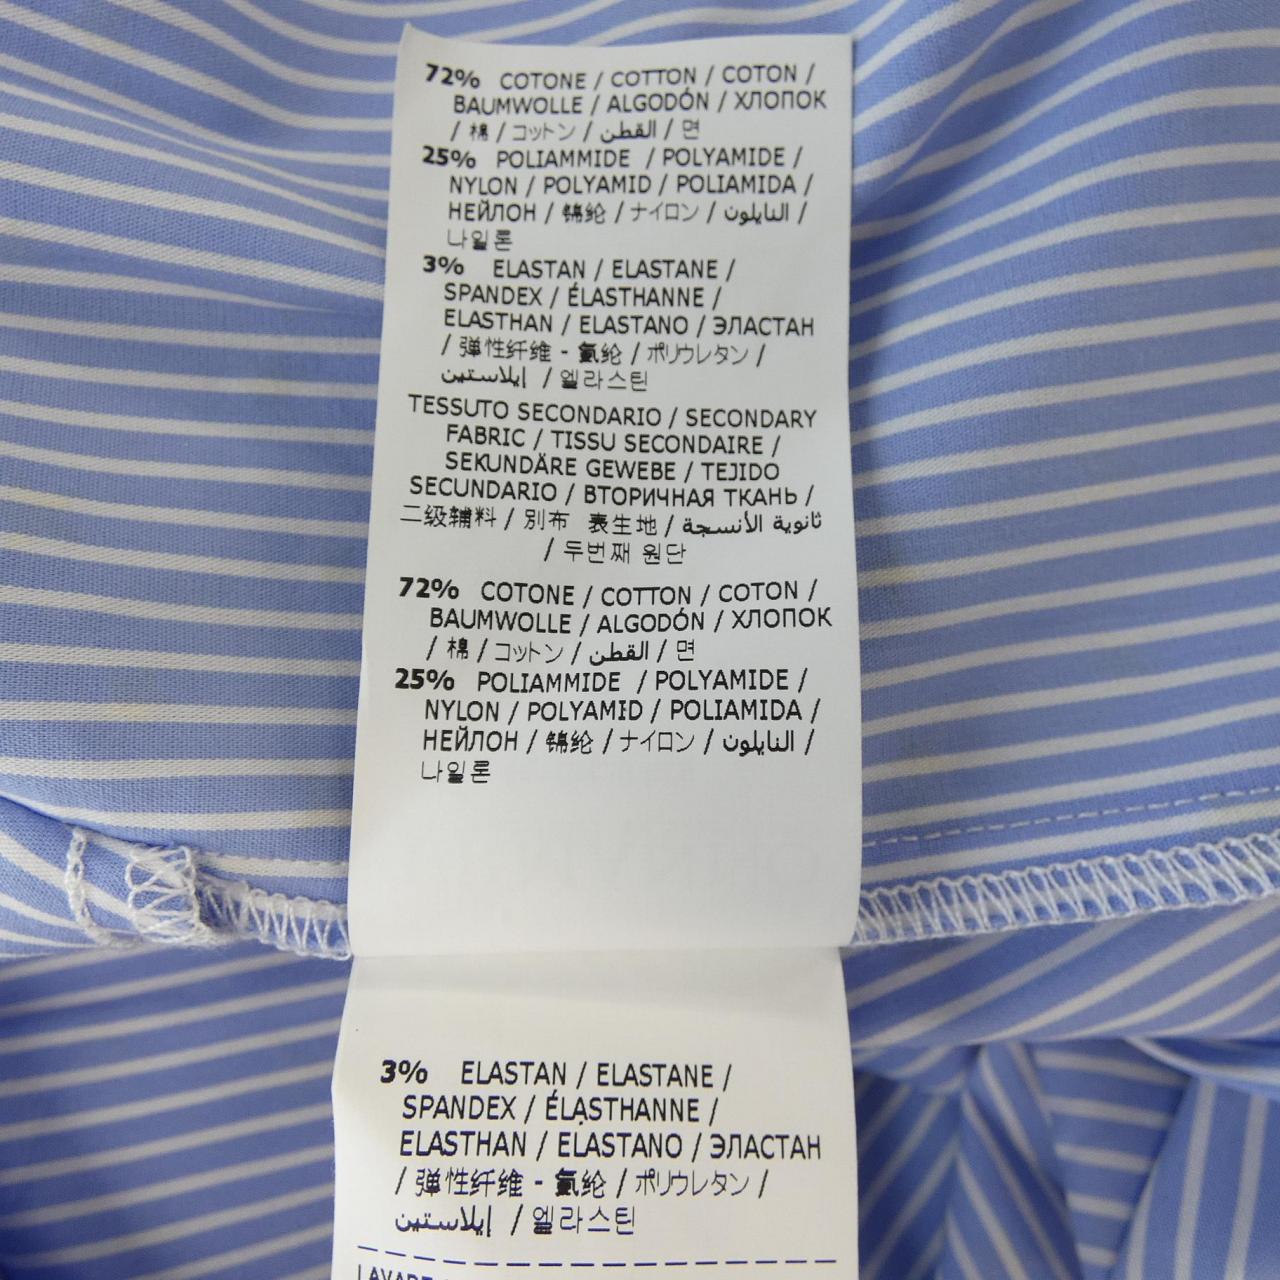 72% COTONE / COTTON / COTON /
BAUMWOLLE / ALGODÓN / ХЛОПОК
/ 棉 / コットン / القطن / 면
25% POLIAMMIDE / POLYAMIDE /
NYLON / POLYAMID / POLIAMIDA /
НЕЙЛОН / 锦纶 / ナイロン / النايلون /
나일론
3% ELASTAN / ELASTANE /
SPANDEX / ÉLASTHANNE /
ELASTHAN / ELASTANO / ЭЛАСТАН
/ 弹性纤维 - 氨纶 / ポリウレタン /
إيلاستين / 엘라스틴
TESSUTO SECONDARIO / SECONDARY
FABRIC / TISSU SECONDAIRE /
SEKUNDÄRE GEWEBE / TEJIDO
SECUNDARIO / ВТОРИЧНАЯ ТКАНЬ /
二级辅料 / 別布 表生地 / ثانوية الأنسجة
/ 두번째 원단
72% COTONE / COTTON / COTON /
BAUMWOLLE / ALGODÓN / ХЛОПОК
/ 棉 / コットン / القطن / 면
25% POLIAMMIDE / POLYAMIDE /
NYLON / POLYAMID / POLIAMIDA /
НЕЙЛОН / 锦纶 / ナイロン / النايلون /
나일론
3% ELASTAN / ELASTANE /
SPANDEX / ÉLASTHANNE /
ELASTHAN / ELASTANO / ЭЛАСТАН
/ 弹性纤维 - 氨纶 / ポリウレタン /
إيلاستين / 엘라스틴